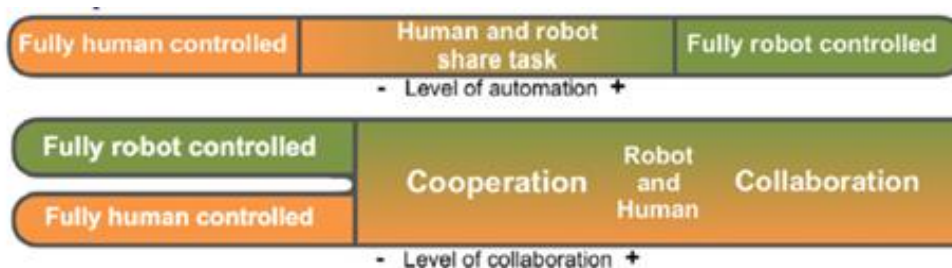 Fully human controlled
Human and robot
share task
Fully robot controlled
- Level of automation +
Fully robot controlled
Fully human controlled
Cooperation
Robot
and
Human
Collaboration
- Level of collaboration +